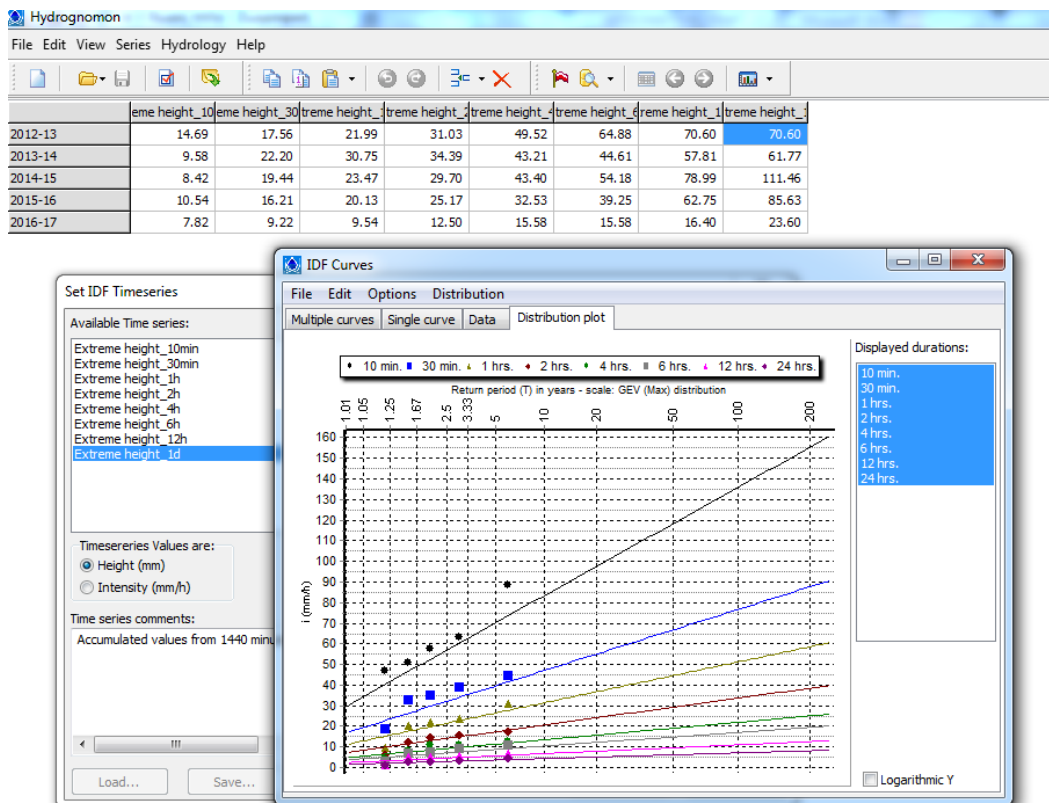 Hydrognomon
File Edit View Series Hydrology Help
eme height_10 eme height_30 treme height_1 treme height_2 treme height_4 treme height_6 reme height_1 treme height_1
2012-13 14.69 17.56 21.99 31.03 49.52 64.88 70.60 70.60
2013-14 9.58 22.20 30.75 34.39 43.21 44.61 57.81 61.77
2014-15 8.42 19.44 23.47 29.70 43.40 54.18 78.99 111.46
2015-16 10.54 16.21 20.13 25.17 32.53 39.25 62.75 85.63
2016-17 7.82 9.22 9.54 12.50 15.58 15.58 16.40 23.60
Set IDF Timeseries
Available Time series:
Extreme height_10min
Extreme height_30min
Extreme height_1h
Extreme height_2h
Extreme height_4h
Extreme height_6h
Extreme height_12h
Extreme height_1d
Timesereries Values are:
Height (mm)
Intensity (mm/h)
Time series comments:
Accumulated values from 1440 minu
Load...
Save...
IDF Curves
File Edit Options Distribution
Multiple curves Single curve Data Distribution plot
10 min. 30 min. 1 hrs. 2 hrs. 4 hrs. 6 hrs. 12 hrs. 24 hrs.
Return period (T) in years - scale: GEV (Max) distribution
1.01 1.05 1.25 1.67 2.5 3.33 5 10 20 50 100 200
160
150
140
130
120
110
100
90
80
70
60
50
40
30
20
10
0
i (mm/h)
Displayed durations:
10 min.
30 min.
1 hrs.
2 hrs.
4 hrs.
6 hrs.
12 hrs.
24 hrs.
Logarithmic Y